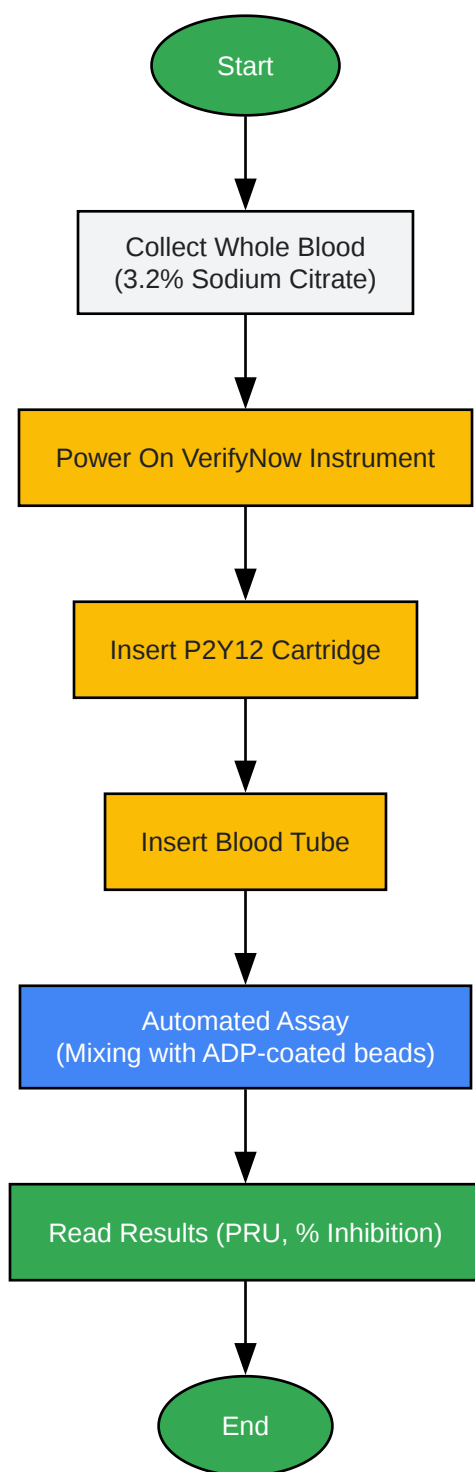 Start
Collect Whole Blood
(3.2% Sodium Citrate)
Power On VerifyNow Instrument
Insert P2Y12 Cartridge
Insert Blood Tube
Automated Assay
(Mixing with ADP-coated beads)
Read Results (PRU, % Inhibition)
End